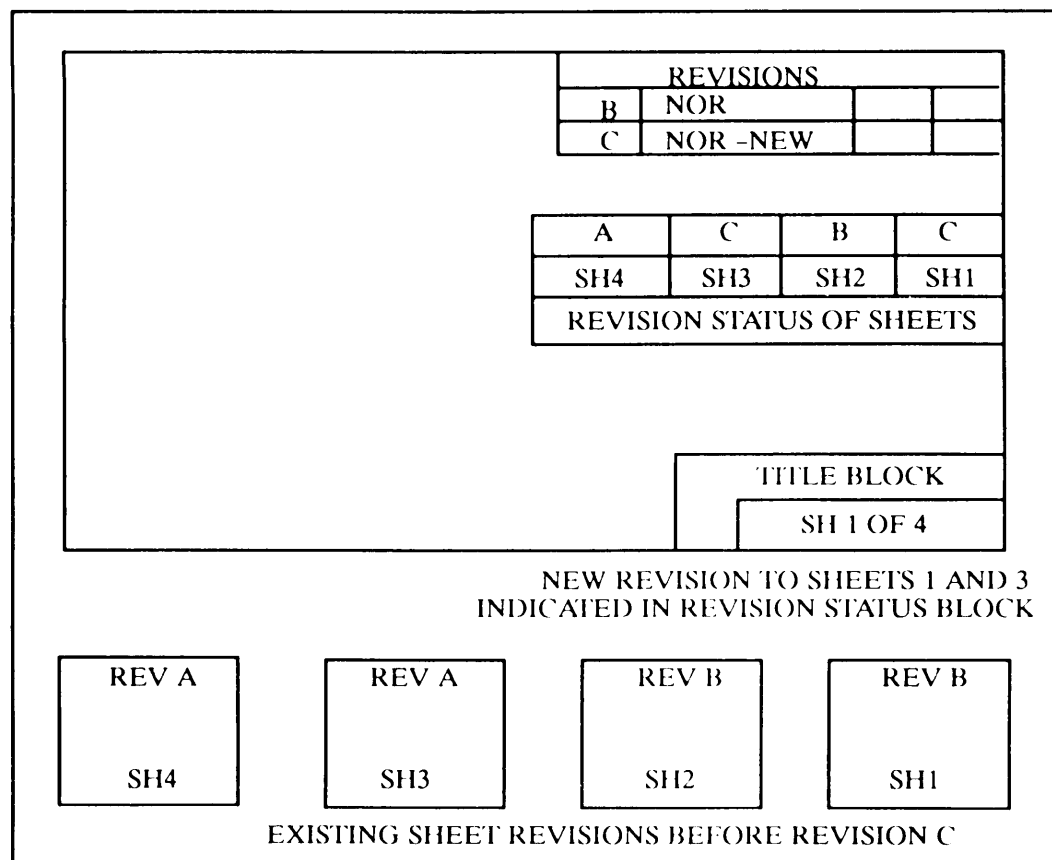 REVISIONS
B NOR
C NOR -NEW
A C B C
SH4 SH3 SH2 SH1
REVISION STATUS OF SHEETS
TITLE BLOCK
SH 1 OF 4
NEW REVISION TO SHEETS 1 AND 3
INDICATED IN REVISION STATUS BLOCK
REV A REV A REV B REV B
SH4 SH3 SH2 SH1
EXISTING SHEET REVISIONS BEFORE REVISION C